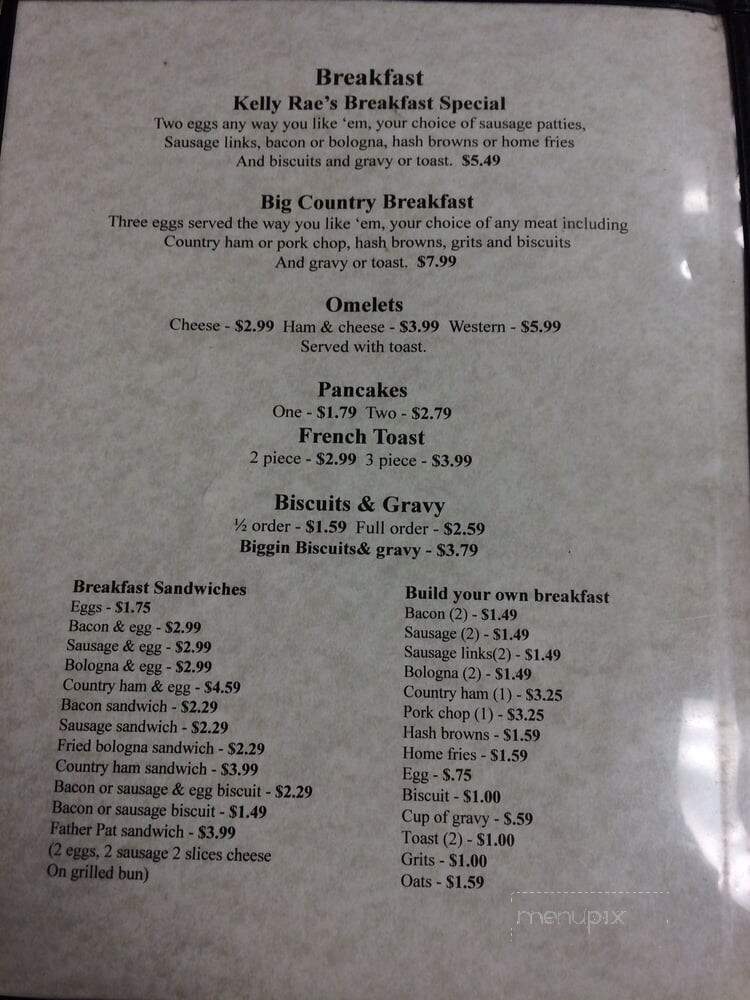 Breakfast
Kelly Rae's Breakfast Special
Two eggs any way you like 'em, your choice of sausage patties,
Sausage links, bacon or bologna, hash browns or home fries
And biscuits and gravy or toast. $5.49
Big Country Breakfast
Three eggs served the way you like 'em, your choice of any meat including
Country ham or pork chop, hash browns, grits and biscuits
And gravy or toast. $7.99
Omelets
Cheese - $2.99 Ham & cheese - $3.99 Western - $5.99
Served with toast.
Pancakes
One - $1.79 Two - $2.79
French Toast
2 piece - $2.99 3 piece - $3.99
Biscuits & Gravy
½ order - $1.59 Full order - $2.59
Biggin Biscuits& gravy - $3.79
Breakfast Sandwiches
Eggs - $1.75
Bacon & egg - $2.99
Sausage & egg - $2.99
Bologna & egg - $2.99
Country ham & egg - $4.59
Bacon sandwich - $2.29
Sausage sandwich - $2.29
Fried bologna sandwich - $2.29
Country ham sandwich - $3.99
Bacon or sausage & egg biscuit - $2.29
Bacon or sausage biscuit - $1.49
Father Pat sandwich - $3.99
(2 eggs, 2 sausage 2 slices cheese
On grilled bun)
Build your own breakfast
Bacon (2) - $1.49
Sausage (2) - $1.49
Sausage links(2) - $1.49
Bologna (2) - $1.49
Country ham (1) - $3.25
Pork chop (1) - $3.25
Hash browns - $1.59
Home fries - $1.59
Egg - $.75
Biscuit - $1.00
Cup of gravy - $.59
Toast (2) - $1.00
Grits - $1.00
Oats - $1.59
menupix